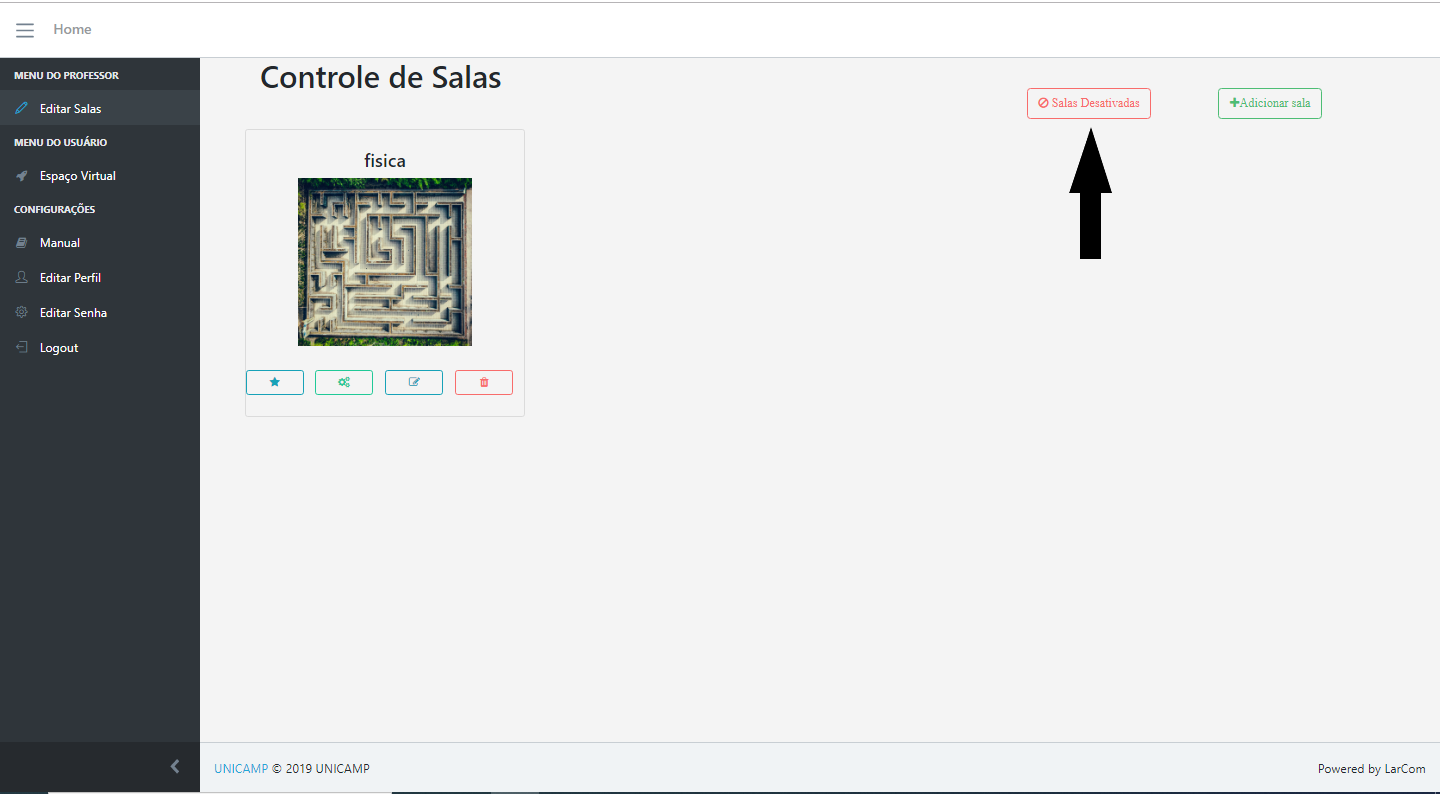 Home
MENU DO PROFESSOR
Editar Salas
MENU DO USUÁRIO
Espaço Virtual
CONFIGURAÇÕES
Manual
Editar Perfil
Editar Senha
Logout
Controle de Salas
Salas Desativadas
Adicionar sala
fisica
UNICAMP © 2019 UNICAMP
Powered by LarCom